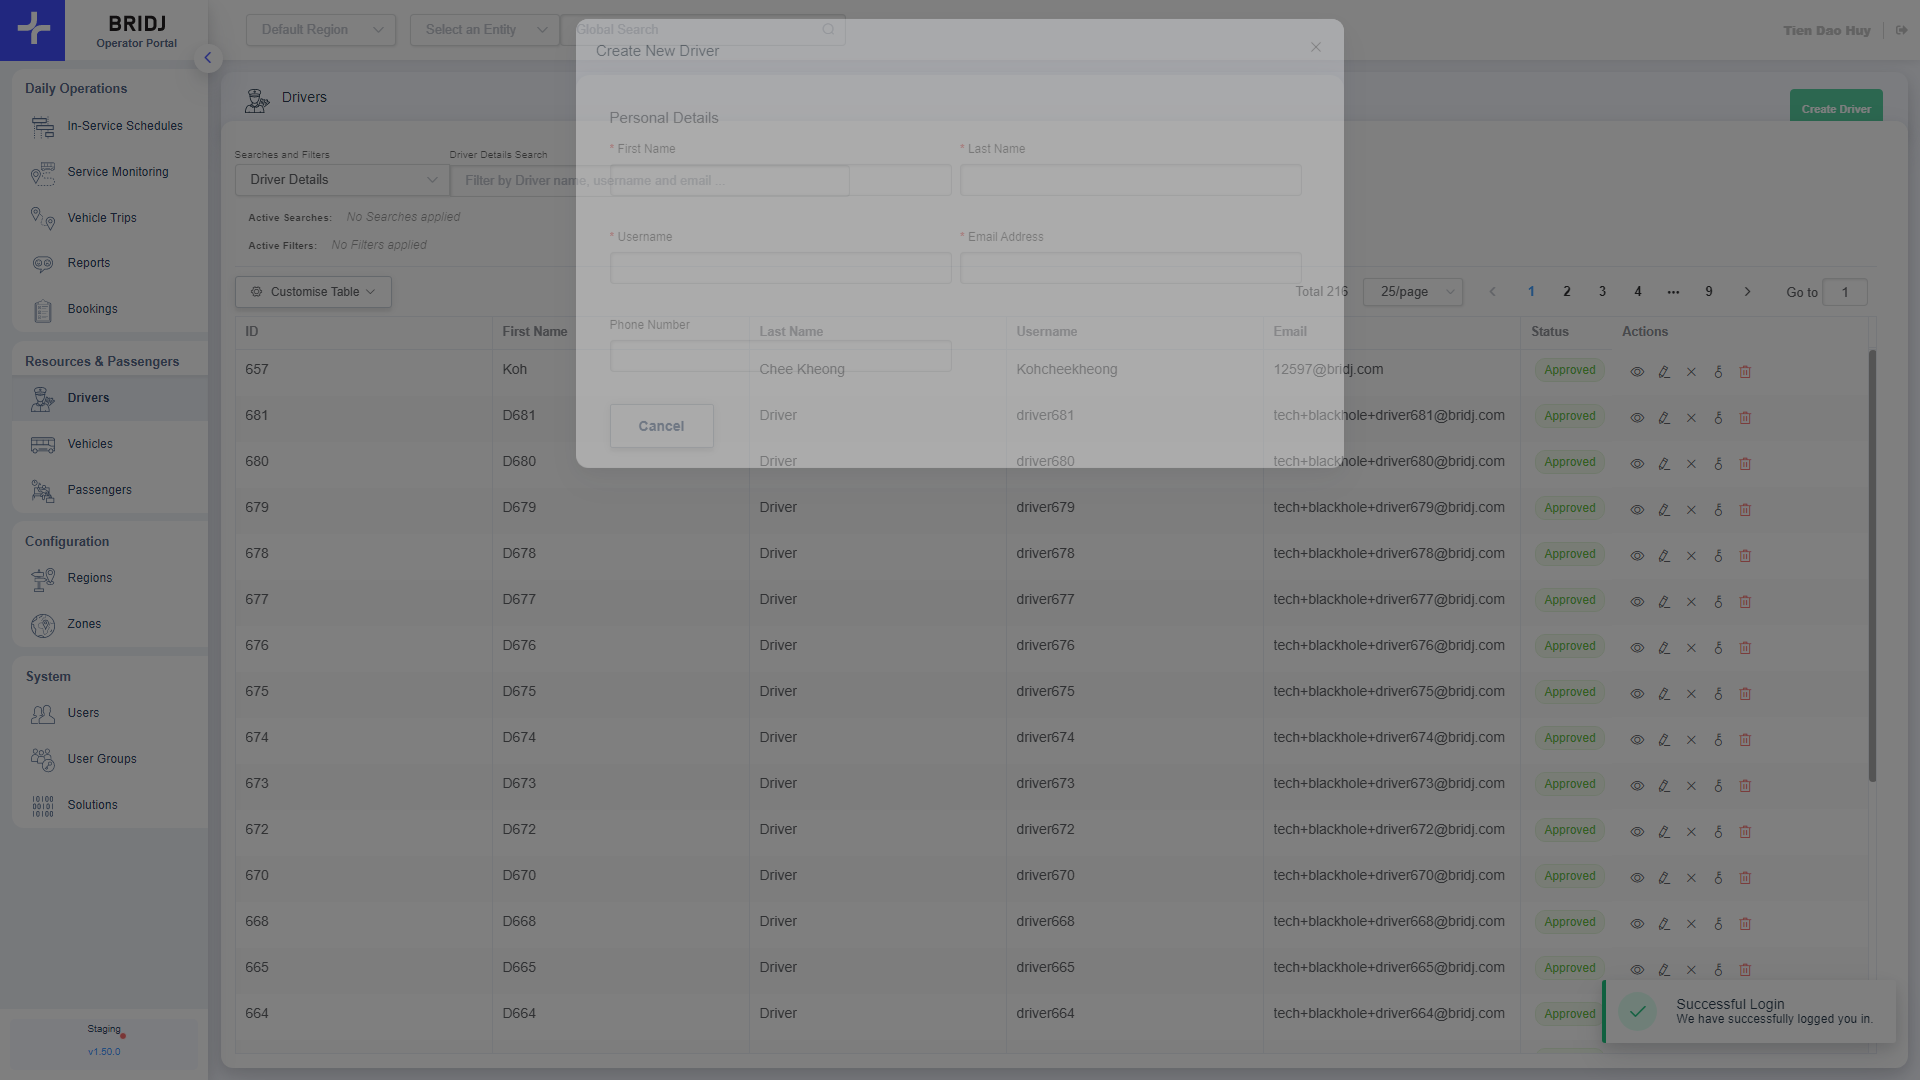 BRIDJ
Operator Portal
Default Region
Select an Entity
Global Search
Tien Dao Huy
Create New Driver
Daily Operations
In-Service Schedules
Service Monitoring
Vehicle Trips
Reports
Bookings
Resources & Passengers
Drivers
Vehicles
Passengers
Configuration
Regions
Zones
System
Users
User Groups
Solutions
Staging
v1.50.0
Drivers
Create Driver
Personal Details
* First Name
* Last Name
* Username
* Email Address
Phone Number
Cancel
Searches and Filters
Driver Details Search
Driver Details
Filter by Driver name, username and email ...
Active Searches: No Searches applied
Active Filters: No Filters applied
Customise Table
Total 216
25/page
1 2 3 4 ••• 9
Go to 1
ID First Name Last Name Username Email Status Actions
657 Koh Chee Kheong Kohcheekheong 12597@bridj.com Approved
681 D681 Driver driver681 tech+blackhole+driver681@bridj.com Approved
680 D680 Driver driver680 tech+blackhole+driver680@bridj.com Approved
679 D679 Driver driver679 tech+blackhole+driver679@bridj.com Approved
678 D678 Driver driver678 tech+blackhole+driver678@bridj.com Approved
677 D677 Driver driver677 tech+blackhole+driver677@bridj.com Approved
676 D676 Driver driver676 tech+blackhole+driver676@bridj.com Approved
675 D675 Driver driver675 tech+blackhole+driver675@bridj.com Approved
674 D674 Driver driver674 tech+blackhole+driver674@bridj.com Approved
673 D673 Driver driver673 tech+blackhole+driver673@bridj.com Approved
672 D672 Driver driver672 tech+blackhole+driver672@bridj.com Approved
670 D670 Driver driver670 tech+blackhole+driver670@bridj.com Approved
668 D668 Driver driver668 tech+blackhole+driver668@bridj.com Approved
665 D665 Driver driver665 tech+blackhole+driver665@bridj.com Approved
664 D664 Driver driver664 tech+blackhole+driver664@bridj.com Approved
Successful Login
We have successfully logged you in.